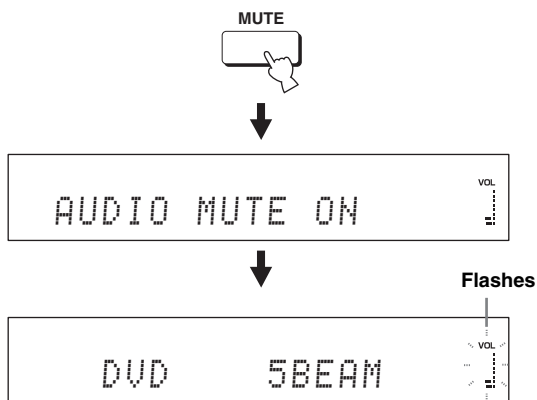 MUTE
VOL
AUDIO MUTE ON
Flashes
VOL
DVD 5BEAM